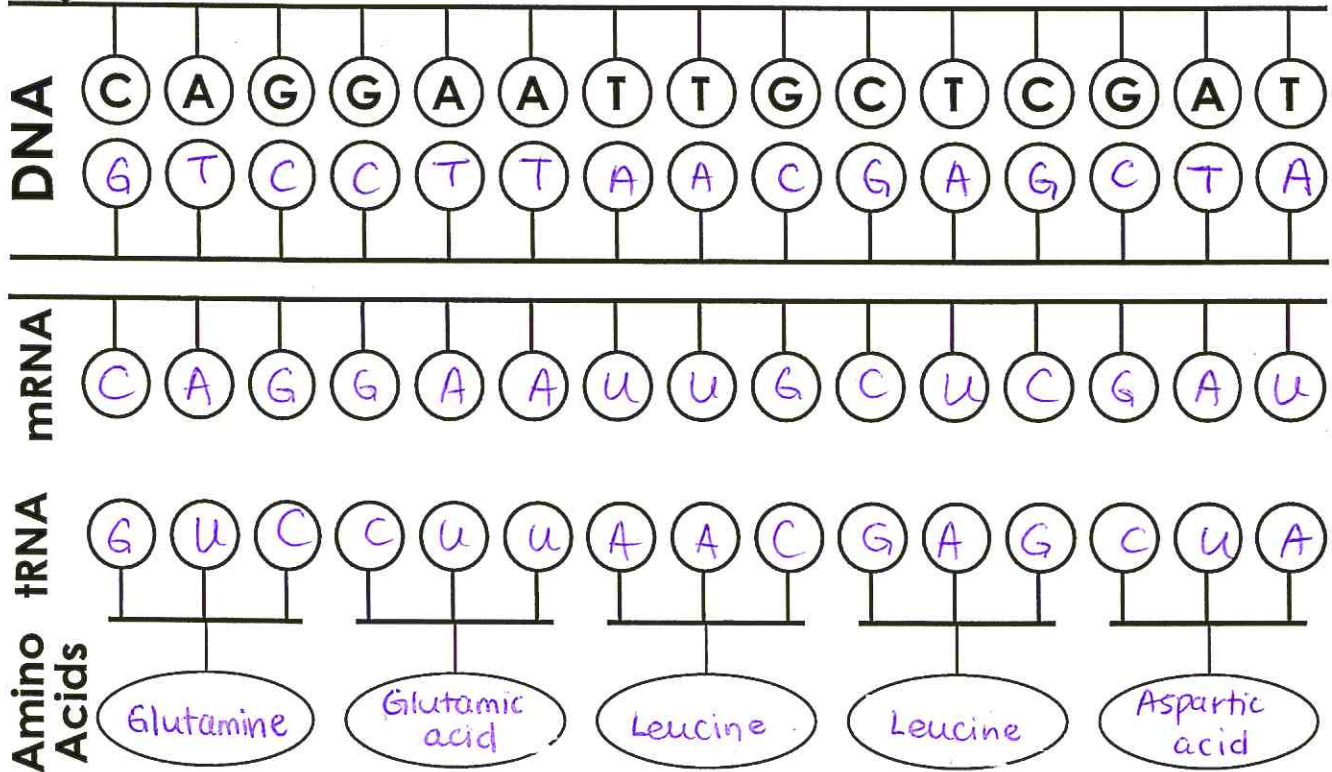 DNA
C A G G A A T T G C T C G A T
G T C C T T A A C G A G C T A
mRNA
C A G G A A U U G C U C G A U
tRNA
G U C C U U A A C G A G C U A
Amino
Acids
Glutamine
Glutamic
acid
Leucine
Leucine
Aspartic
acid